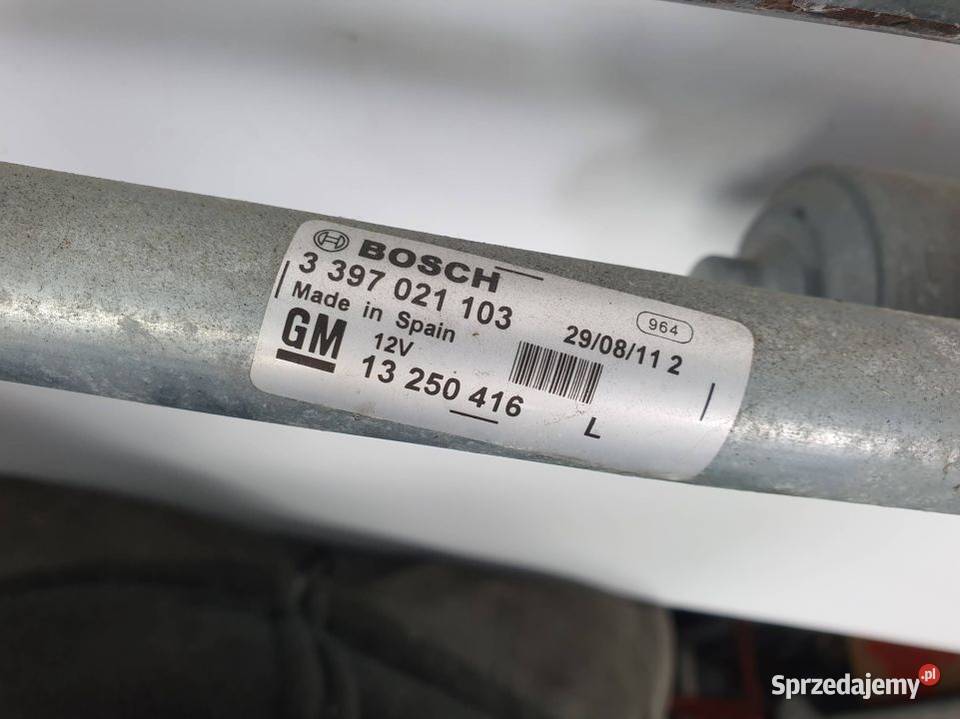 BOSCH
3 397 021 103
Made in Spain
GM
12V
13 250 416
964
29/08/11 2
L
Sprzedajemy.pl